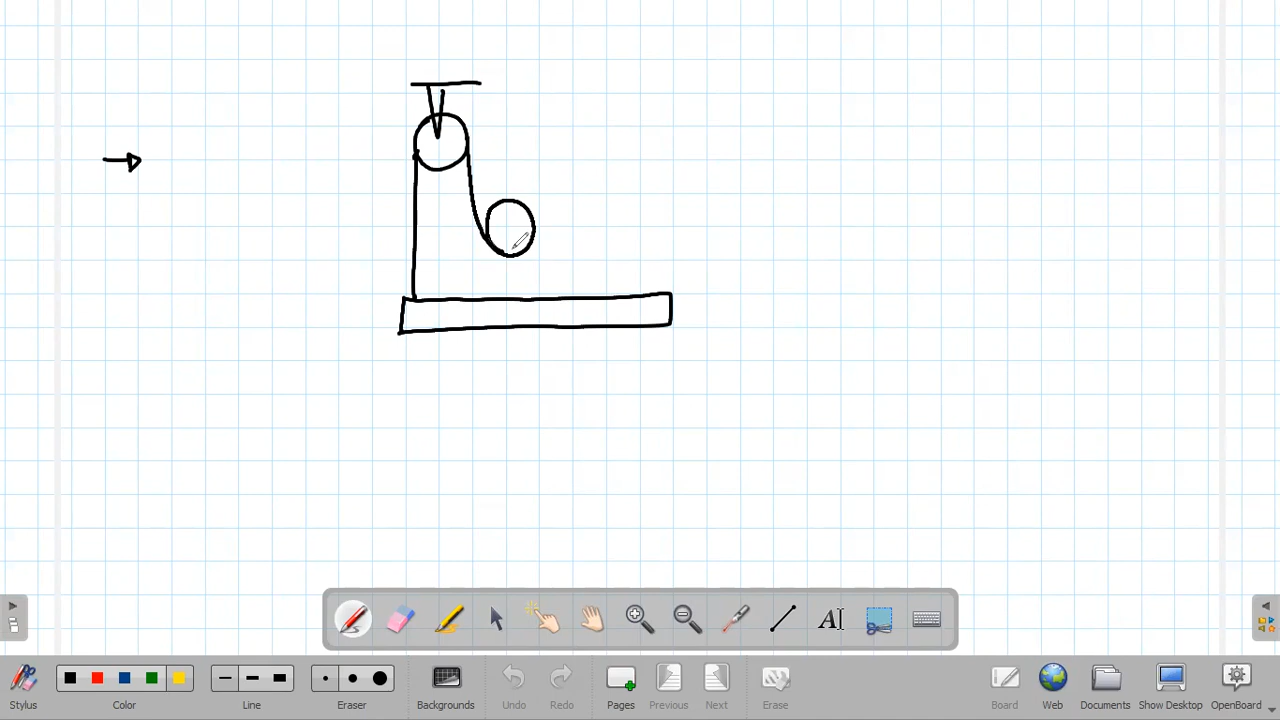 Stylus
Color
Line
Eraser
Backgrounds
Undo
Redo
Pages
Previous
Next
Erase
Board
Web
Documents
Show Desktop
OpenBoard